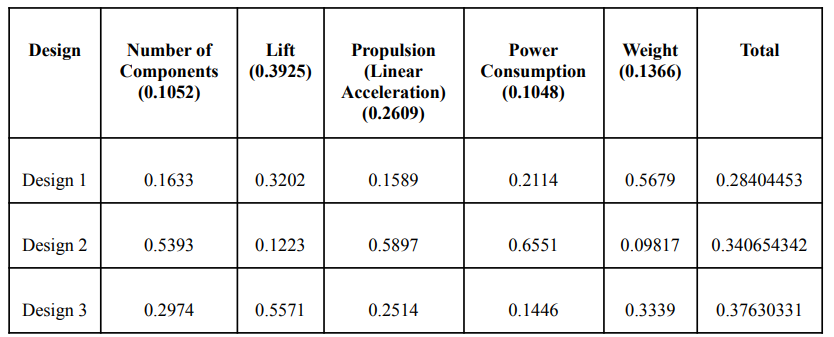 Design Number of Components (0.1052) Lift (0.3925) Propulsion (Linear Acceleration) (0.2609) Power Consumption (0.1048) Weight (0.1366) Total
Design 1 0.1633 0.3202 0.1589 0.2114 0.5679 0.28404453
Design 2 0.5393 0.1223 0.5897 0.6551 0.09817 0.340654342
Design 3 0.2974 0.5571 0.2514 0.1446 0.3339 0.37630331